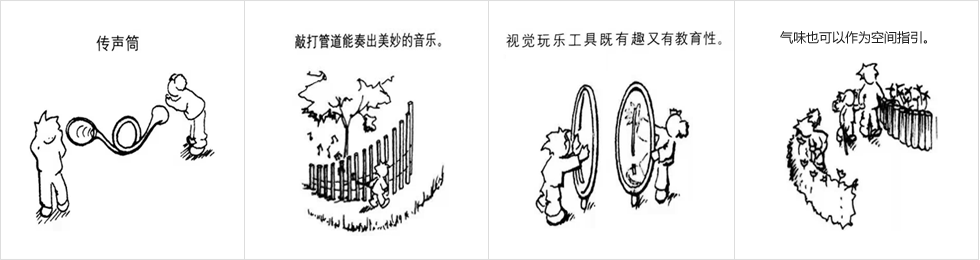 传声筒
敲打管道能奏出美妙的音乐。
视觉玩乐工具既有趣又有教育性。
气味也可以作为空间指引。